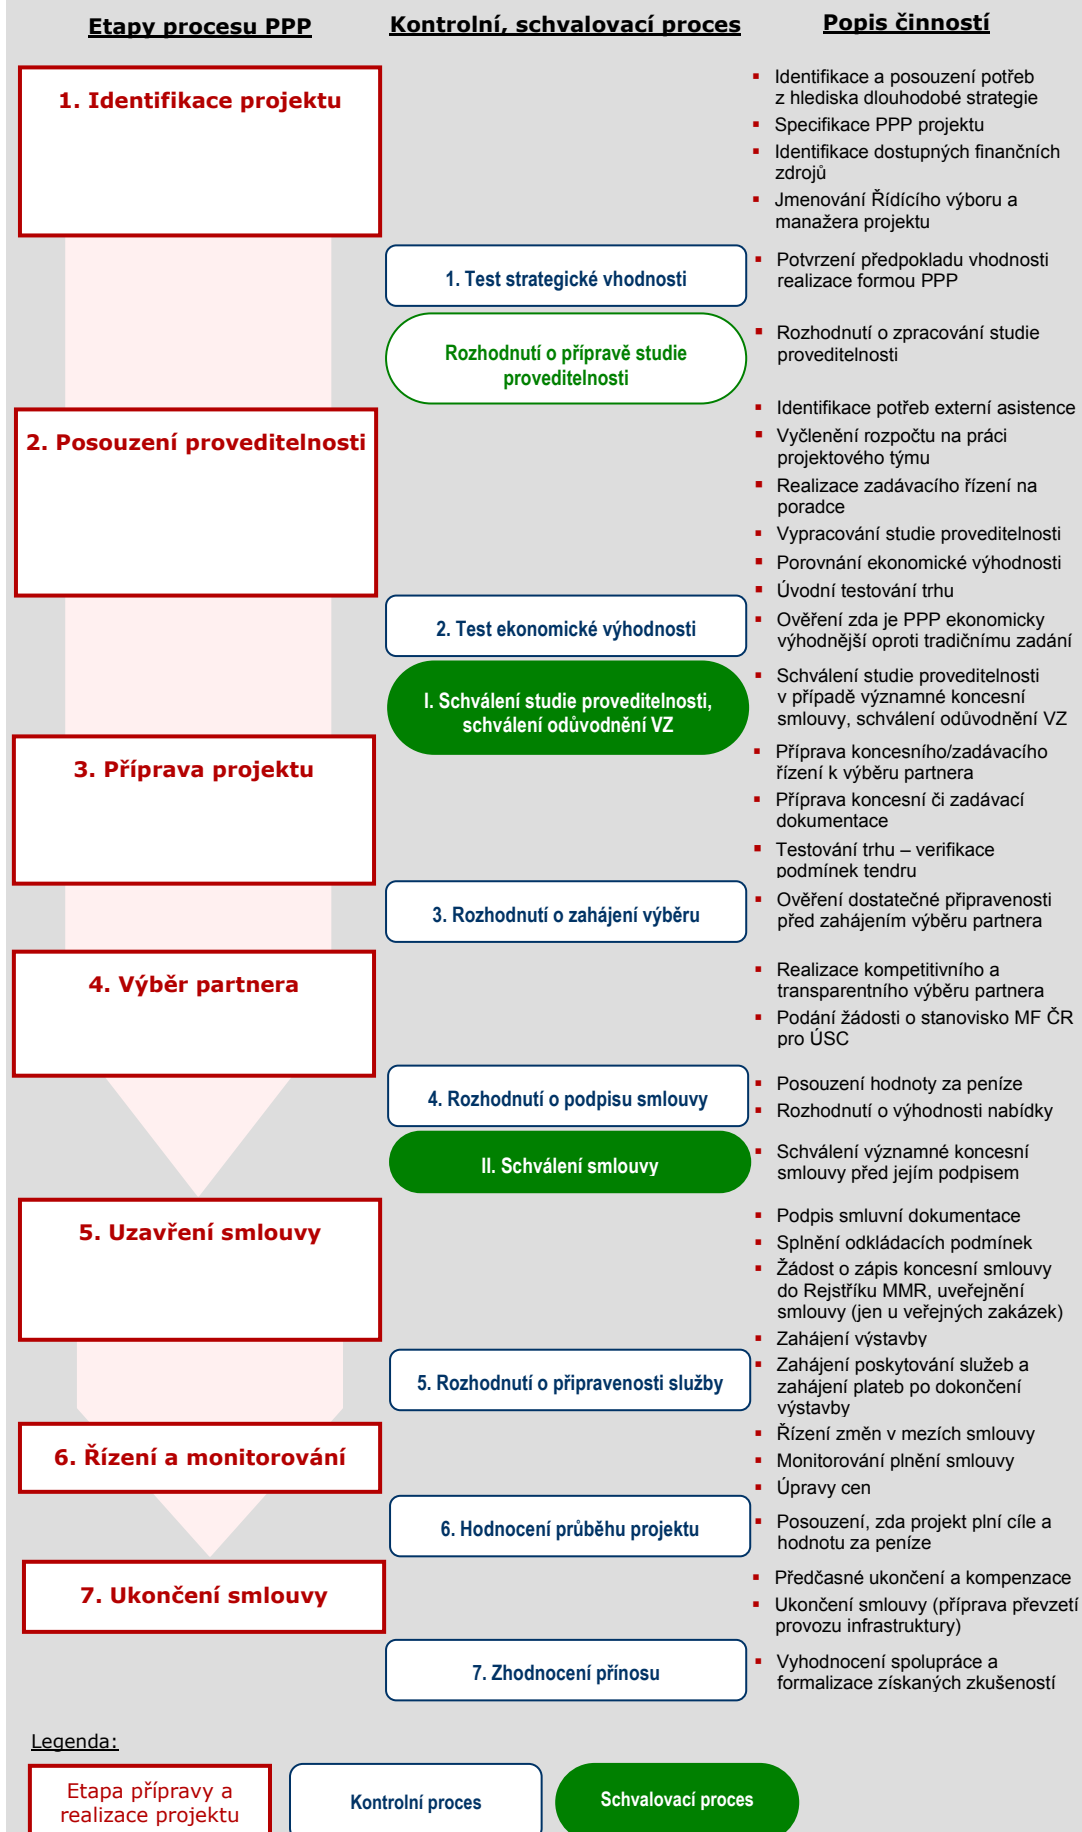 Etapy procesu PPP
Kontrolní, schvalovací proces
Popis činností
1. Identifikace projektu
Identifikace a posouzení potřeb
z hlediska dlouhodobé strategie
Specifikace PPP projektu
Identifikace dostupných finančních
zdrojů
Jmenování Řídícího výboru a
manažera projektu
1. Test strategické vhodnosti
Potvrzení předpokladu vhodnosti
realizace formou PPP
Rozhodnutí o přípravě studie
proveditelnosti
Rozhodnutí o zpracování studie
proveditelnosti
2. Posouzení proveditelnosti
Identifikace potřeb externí asistence
Vyčlenění rozpočtu na práci
projektového týmu
Realizace zadávacího řízení na
poradce
Vypracování studie proveditelnosti
Porovnání ekonomické výhodnosti
Úvodní testování trhu
2. Test ekonomické výhodnosti
Ověření zda je PPP ekonomicky
výhodnější oproti tradičnímu zadání
I. Schválení studie proveditelnosti,
schválení odůvodnění VZ
Schválení studie proveditelnosti
v případě významné koncesní
smlouvy, schválení odůvodnění VZ
3. Příprava projektu
Příprava koncesního/zadávacího
řízení k výběru partnera
Příprava koncesní či zadávací
dokumentace
Testování trhu – verifikace
podmínek tendru
3. Rozhodnutí o zahájení výběru
Ověření dostatečné připravenosti
před zahájením výběru partnera
4. Výběr partnera
Realizace kompetitivního a
transparentního výběru partnera
Podání žádosti o stanovisko MF ČR
pro ÚSC
4. Rozhodnutí o podpisu smlouvy
Posouzení hodnoty za peníze
Rozhodnutí o výhodnosti nabídky
II. Schválení smlouvy
Schválení významné koncesní
smlouvy před jejím podpisem
5. Uzavření smlouvy
Podpis smluvní dokumentace
Splnění odkládacích podmínek
Žádost o zápis koncesní smlouvy
do Rejstříku MMR, uveřejnění
smlouvy (jen u veřejných zakázek)
Zahájení výstavby
5. Rozhodnutí o připravenosti služby
Zahájení poskytování služeb a
zahájení plateb po dokončení
výstavby
6. Řízení a monitorování
Řízení změn v mezích smlouvy
Monitorování plnění smlouvy
Úpravy cen
6. Hodnocení průběhu projektu
Posouzení, zda projekt plní cíle a
hodnotu za peníze
7. Ukončení smlouvy
Předčasné ukončení a kompenzace
Ukončení smlouvy (příprava převzetí
provozu infrastruktury)
7. Zhodnocení přínosu
Vyhodnocení spolupráce a
formalizace získaných zkušeností
Legenda:
Etapa přípravy a
realizace projektu
Kontrolní proces
Schvalovací proces